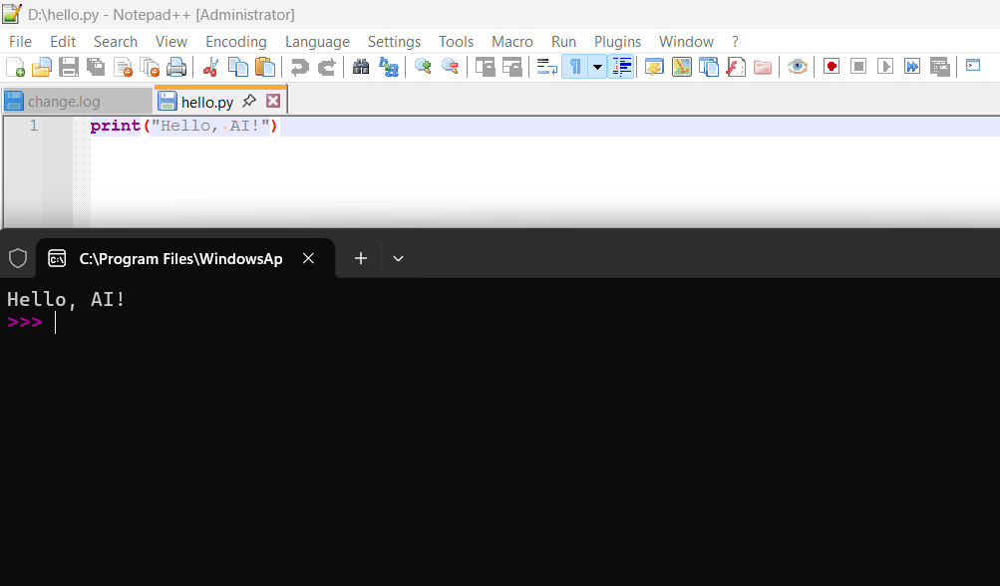 D:\hello.py - Notepad++ [Administrator]
File Edit Search View Encoding Language Settings Tools Macro Run Plugins Window ?
change.log hello.py
1 print("Hello, AI!")
C:\Program Files\WindowsAp
Hello, AI!
>>>